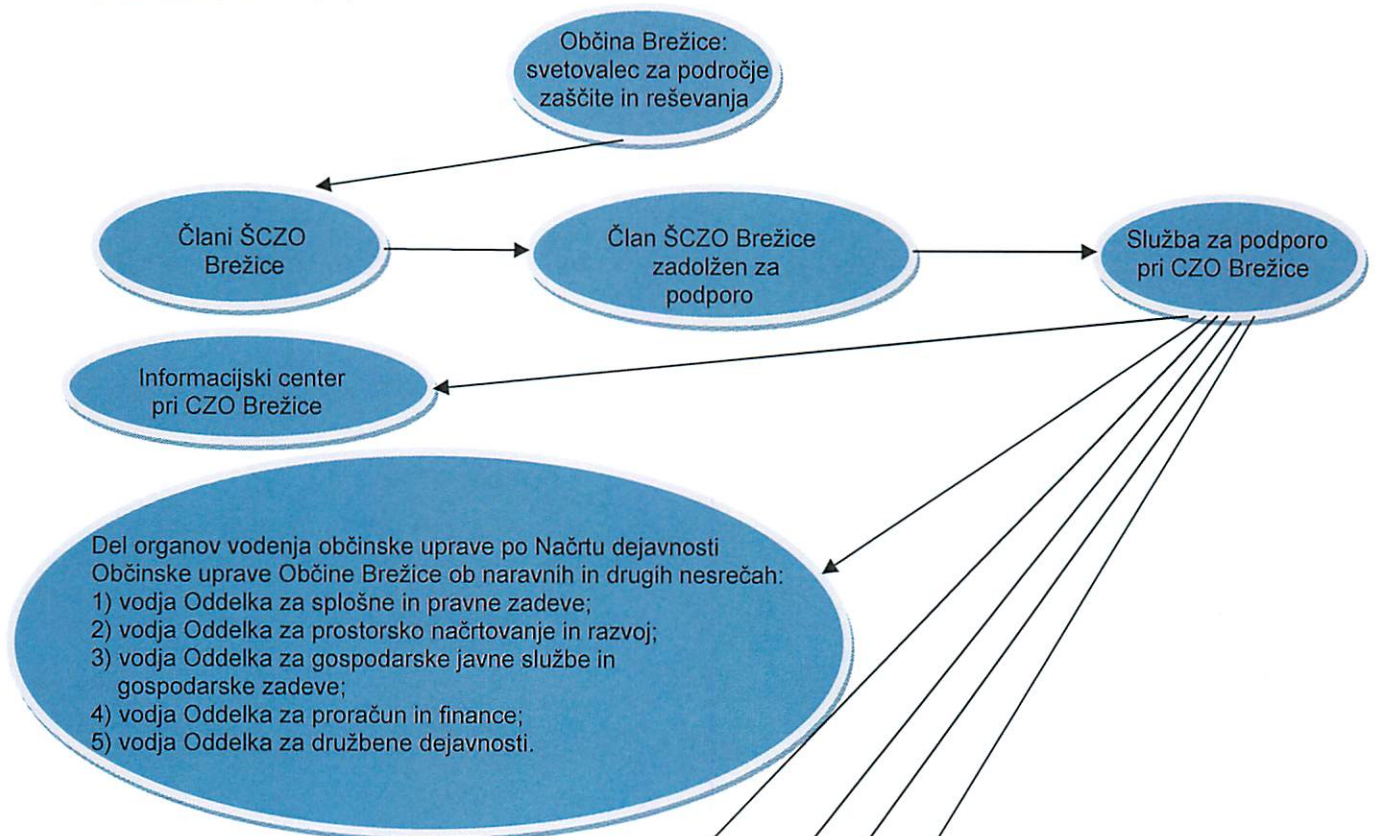 Občina Brežice:
svetovalec za področje
zaščite in reševanja
Člani ŠCZO
Brežice
Član ŠCZO Brežice
zadolžen za
podporo
Služba za podporo
pri CZO Brežice
Informacijski center
pri CZO Brežice
Del organov vodenja občinske uprave po Načrtu dejavnosti
Občinske uprave Občine Brežice ob naravnih in drugih nesrečah:
1) vodja Oddelka za splošne in pravne zadeve;
2) vodja Oddelka za prostorsko načrtovanje in razvoj;
3) vodja Oddelka za gospodarske javne službe in
gospodarske zadeve;
4) vodja Oddelka za proračun in finance;
5) vodja Oddelka za družbene dejavnosti.